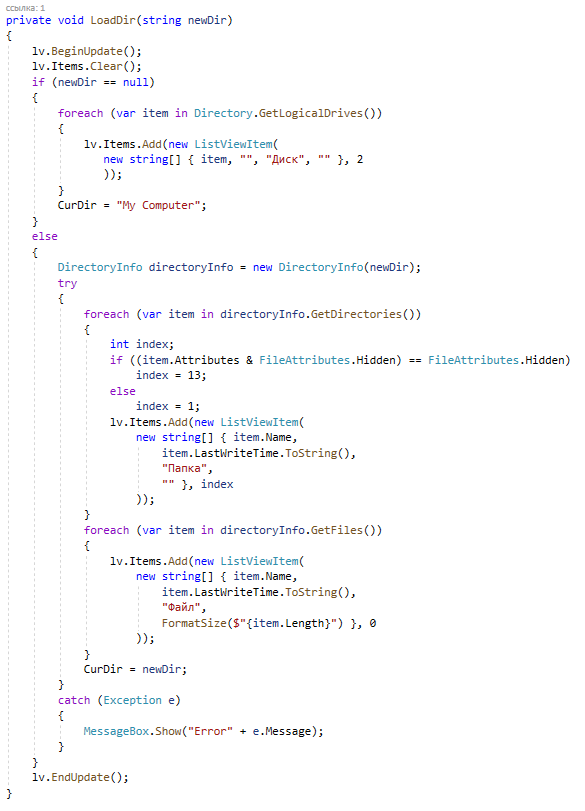 ссылка: 1
private void LoadDir(string newDir)
{
    lv.BeginUpdate();
    lv.Items.Clear();
    if (newDir == null)
    {
        foreach (var item in Directory.GetLogicalDrives())
        {
            lv.Items.Add(new ListViewItem(
               new string[] { item, "", "Диск", "" }, 2
               ));
        }
        CurDir = "My Computer";
    }
    else
    {
        DirectoryInfo directoryInfo = new DirectoryInfo(newDir);
        try
        {
            foreach (var item in directoryInfo.GetDirectories())
            {
                int index;
                if ((item.Attributes & FileAttributes.Hidden) == FileAttributes.Hidden)
                    index = 13;
                else
                    index = 1;
                lv.Items.Add(new ListViewItem(
                    new string[] { item.Name,
                        item.LastWriteTime.ToString(),
                        "Папка",
                        "" }, index
                    ));
            }
            foreach (var item in directoryInfo.GetFiles())
            {
                lv.Items.Add(new ListViewItem(
                    new string[] { item.Name,
                        item.LastWriteTime.ToString(),
                        "Файл",
                        FormatSize($"{item.Length}") }, 0
                    ));
            }
            CurDir = newDir;
        }
        catch (Exception e)
        {
            MessageBox.Show("Error" + e.Message);
        }
    }
    lv.EndUpdate();
}